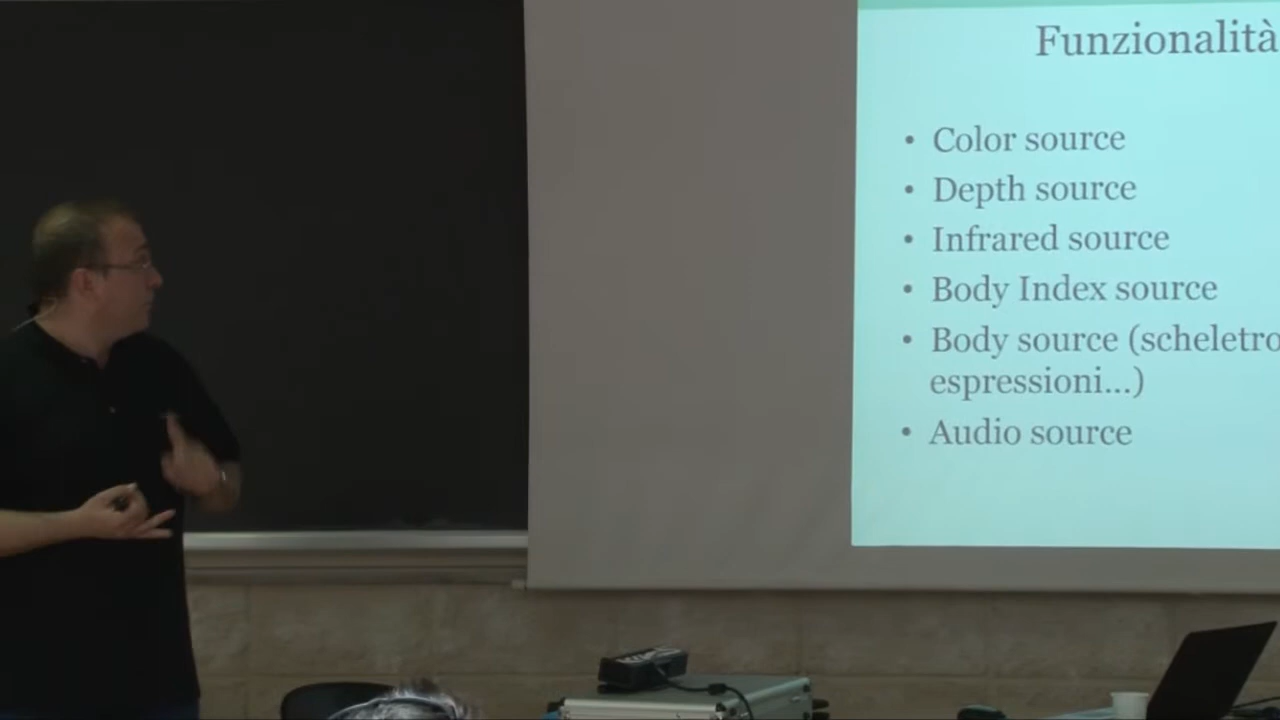 Funzionalità
• Color source
• Depth source
• Infrared source
• Body Index source
• Body source (scheletro
espressioni...)
• Audio source